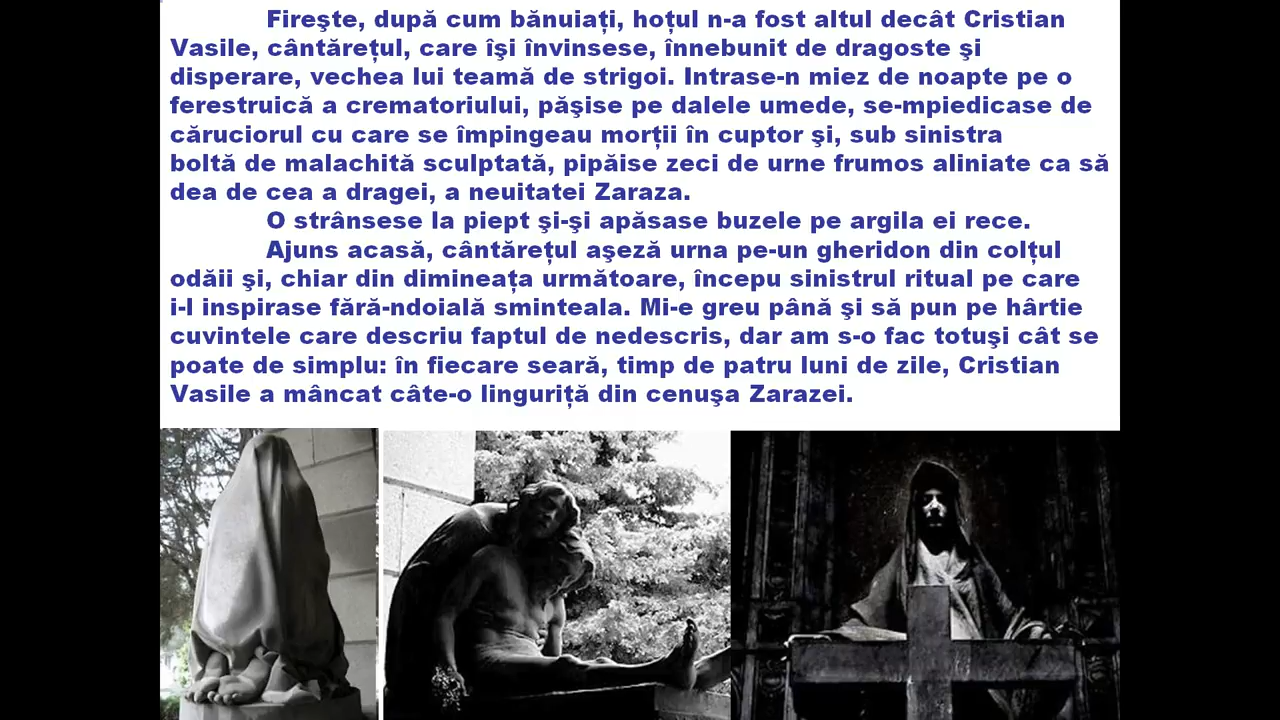 Fireşte, după cum bănuiați, hoțul n-a fost altul decât Cristian
Vasile, cântărețul, care îşi învinsese, înnebunit de dragoste şi
disperare, vechea lui teamă de strigoi. Intrase-n miez de noapte pe o
ferestruică a crematoriului, păşise pe dalele umede, se-mpiedicase de
căruciorul cu care se împingeau morții în cuptor şi, sub sinistra
boltă de malachită sculptată, pipăise zeci de urne frumos aliniate ca să
dea de cea a dragei, a neuitatei Zaraza.
O strânsese la piept şi-şi apăsase buzele pe argila ei rece.
Ajuns acasă, cântărețul aşeză urna pe-un gheridon din colțul
odăii şi, chiar din dimineața următoare, începu sinistrul ritual pe care
i-l inspirase fără-ndoială sminteala. Mi-e greu până şi să pun pe hârtie
cuvintele care descriu faptul de nedescris, dar am s-o fac totuşi cât se
poate de simplu: în fiecare seară, timp de patru luni de zile, Cristian
Vasile a mâncat câte-o linguriță din cenuşa Zarazei.